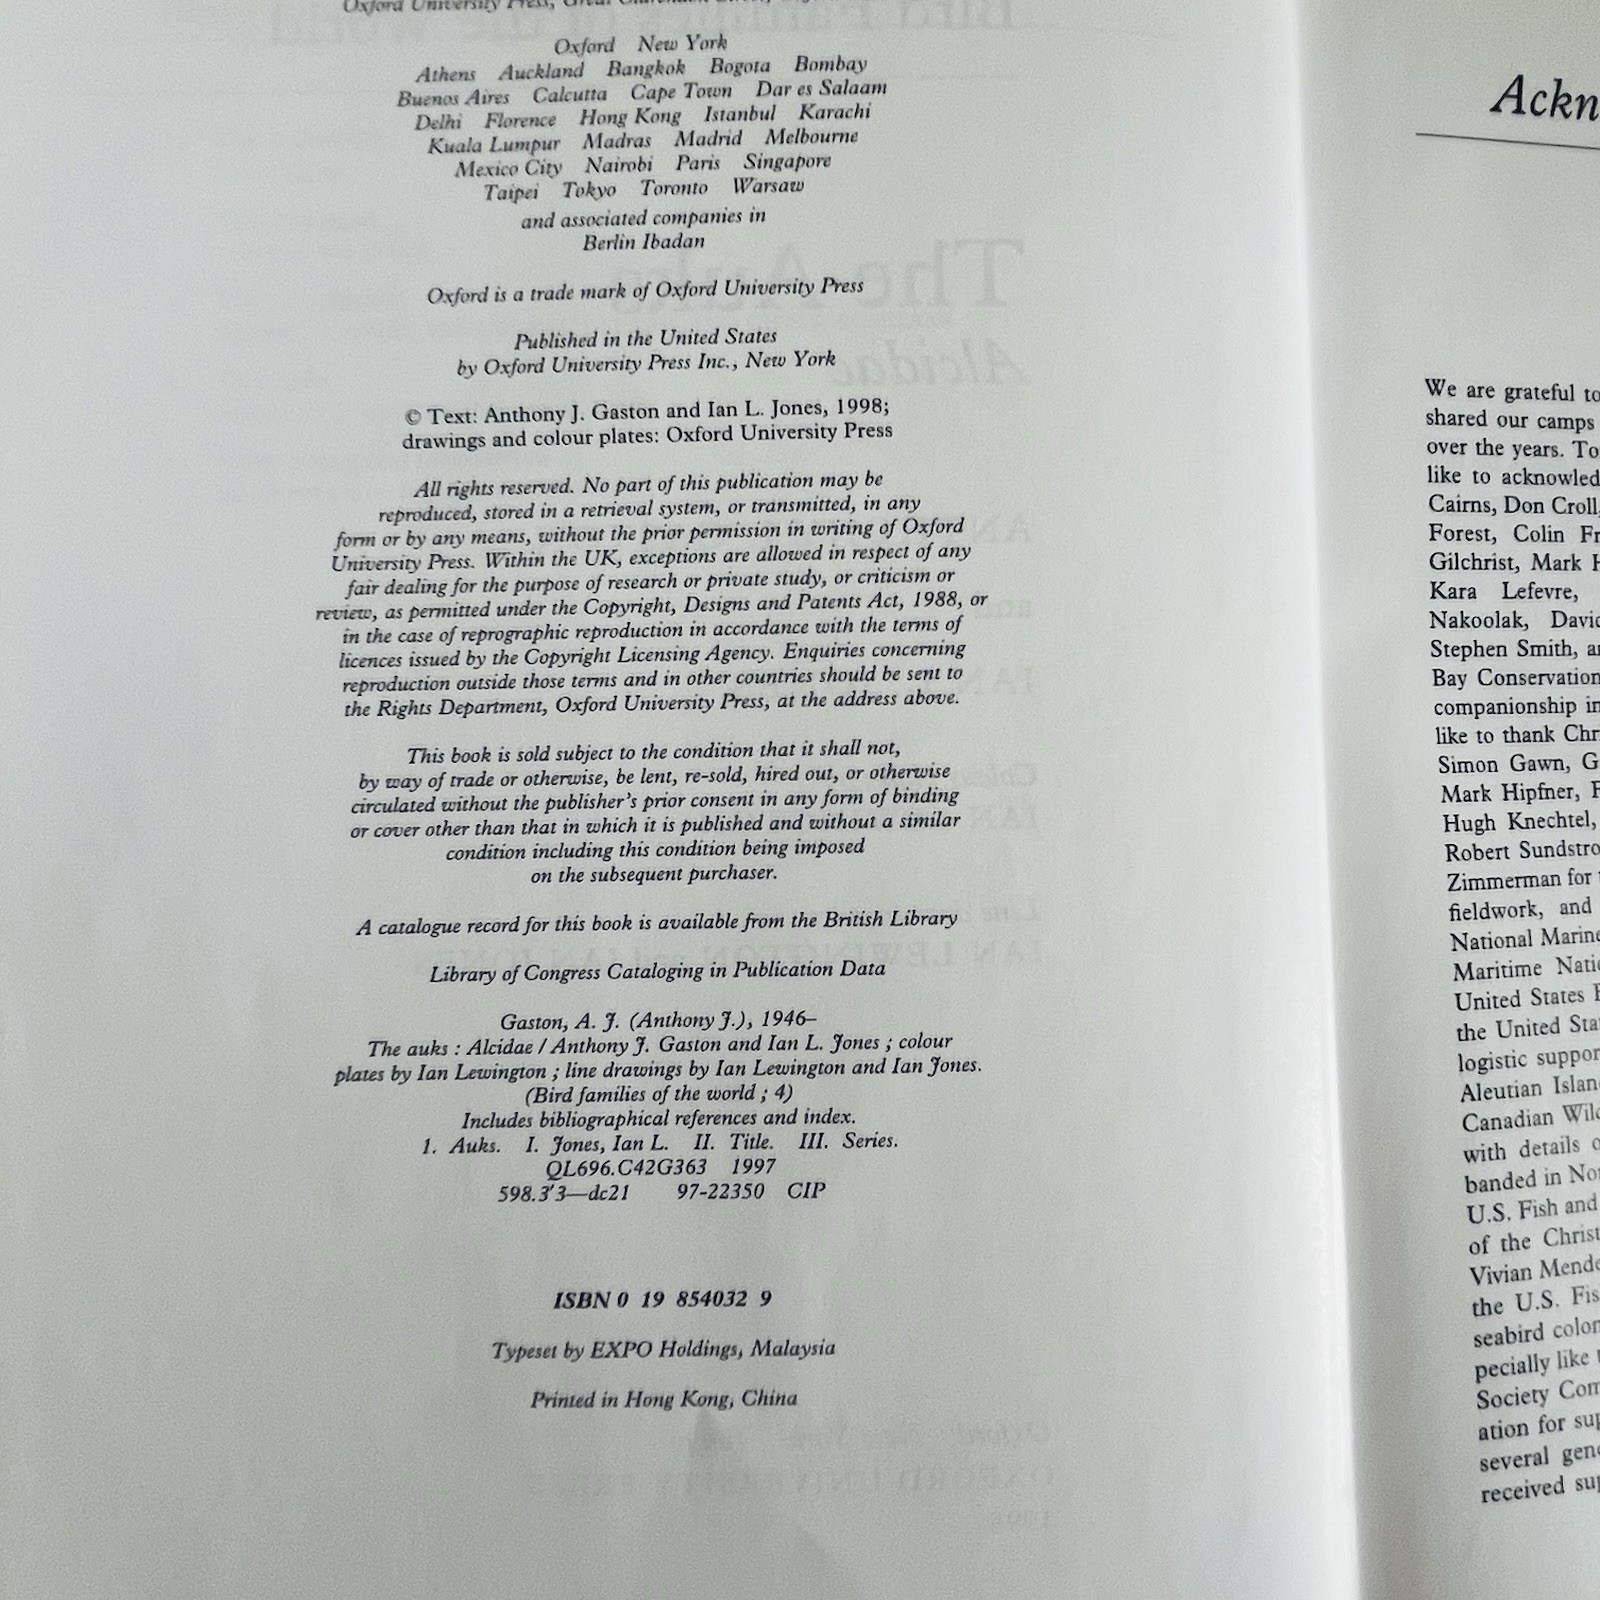 Oxford University Press, Great Clarendon Street,
Oxford New York
Athens Auckland Bangkok Bogota Bombay
Buenos Aires Calcutta Cape Town Dar es Salaam
Delhi Florence Hong Kong Istanbul Karachi
Kuala Lumpur Madras Madrid Melbourne
Mexico City Nairobi Paris Singapore
Taipei Tokyo Toronto Warsaw
and associated companies in
Berlin Ibadan
Oxford is a trade mark of Oxford University Press
Published in the United States
by Oxford University Press Inc., New York
© Text: Anthony J. Gaston and Ian L. Jones, 1998;
drawings and colour plates: Oxford University Press
All rights reserved. No part of this publication may be
reproduced, stored in a retrieval system, or transmitted, in any
form or by any means, without the prior permission in writing of Oxford
University Press. Within the UK, exceptions are allowed in respect of any
fair dealing for the purpose of research or private study, or criticism or
review, as permitted under the Copyright, Designs and Patents Act, 1988, or
in the case of reprographic reproduction in accordance with the terms of
licences issued by the Copyright Licensing Agency. Enquiries concerning
reproduction outside those terms and in other countries should be sent to
the Rights Department, Oxford University Press, at the address above.
This book is sold subject to the condition that it shall not,
by way of trade or otherwise, be lent, re-sold, hired out, or otherwise
circulated without the publisher's prior consent in any form of binding
or cover other than that in which it is published and without a similar
condition including this condition being imposed
on the subsequent purchaser.
A catalogue record for this book is available from the British Library
Library of Congress Cataloging in Publication Data
Gaston, A. J. (Anthony J.), 1946–
The auks : Alcidae / Anthony J. Gaston and Ian L. Jones ; colour
plates by Ian Lewington ; line drawings by Ian Lewington and Ian Jones.
(Bird families of the world ; 4)
Includes bibliographical references and index.
1. Auks. I. Jones, Ian L. II. Title. III. Series.
QL696.C42G363 1997
598.3'3—dc21 97-22350 CIP
ISBN 0 19 854032 9
Typeset by EXPO Holdings, Malaysia
Printed in Hong Kong, China
Ackn
We are grateful to
shared our camps
over the years. To
like to acknowled
Cairns, Don Croll,
Forest, Colin Fr
Gilchrist, Mark H
Kara Lefevre,
Nakoolak, David
Stephen Smith, an
Bay Conservation
companionship in
like to thank Chr
Simon Gawn, G
Mark Hipfner, F
Hugh Knechtel,
Robert Sundstro
Zimmerman for
fieldwork, and
National Marine
Maritime Natio
United States F
the United Sta
logistic suppor
Aleutian Islan
Canadian Wild
with details o
banded in Nor
U.S. Fish and
of the Christ
Vivian Mende
the U.S. Fis
seabird colon
pecially like t
Society Com
ation for sup
several gene
received sup